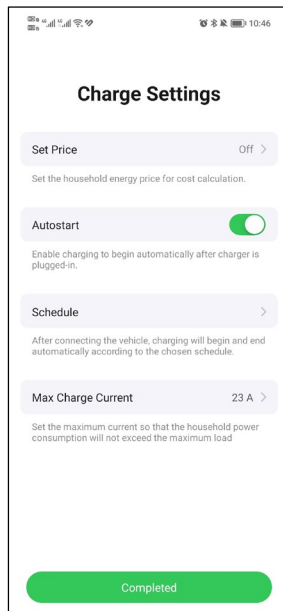 10:46
Charge Settings
Set Price
Off
Set the household energy price for cost calculation.
Autostart
Enable charging to begin automatically after charger is
plugged-in.
Schedule
After connecting the vehicle, charging will begin and end
automatically according to the chosen schedule.
Max Charge Current
23 A
Set the maximum current so that the household power
consumption will not exceed the maximum load
Completed